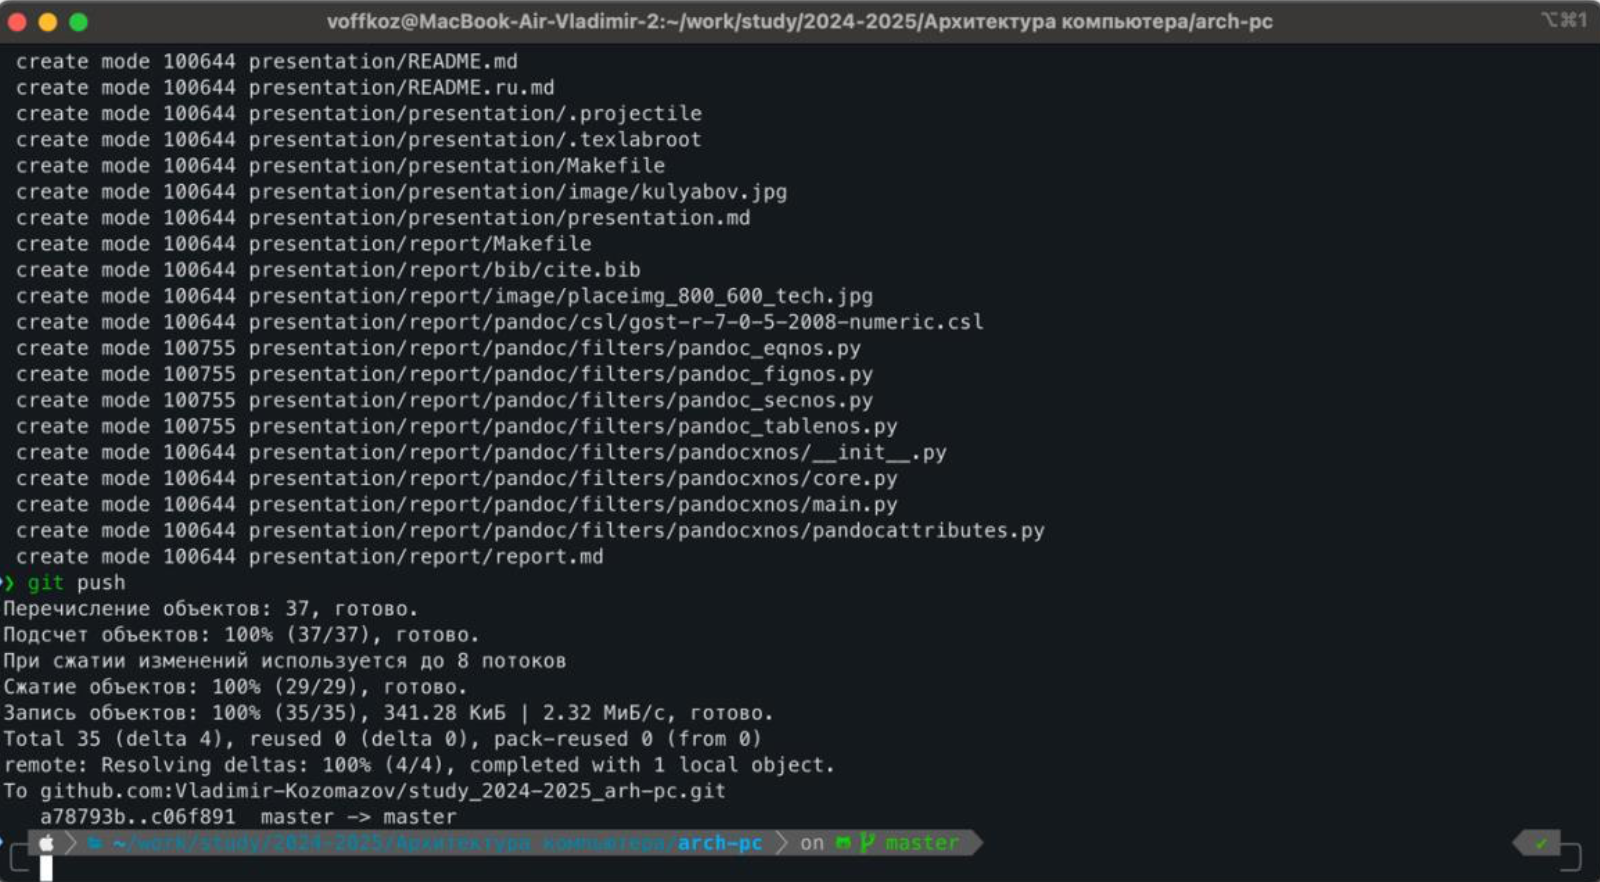 voffkoz@MacBook-Air-Vladimir-2:~/work/study/2024-2025/Архитектура компьютера/arch-pc ⌥⌘1
create mode 100644 presentation/README.md
create mode 100644 presentation/README.ru.md
create mode 100644 presentation/presentation/.projectile
create mode 100644 presentation/presentation/.texlabroot
create mode 100644 presentation/presentation/Makefile
create mode 100644 presentation/presentation/image/kulyabov.jpg
create mode 100644 presentation/presentation/presentation.md
create mode 100644 presentation/report/Makefile
create mode 100644 presentation/report/bib/cite.bib
create mode 100644 presentation/report/image/placeimg_800_600_tech.jpg
create mode 100644 presentation/report/pandoc/csl/gost-r-7-0-5-2008-numeric.csl
create mode 100755 presentation/report/pandoc/filters/pandoc_eqnos.py
create mode 100755 presentation/report/pandoc/filters/pandoc_fignos.py
create mode 100755 presentation/report/pandoc/filters/pandoc_secnos.py
create mode 100755 presentation/report/pandoc/filters/pandoc_tablenos.py
create mode 100644 presentation/report/pandoc/filters/pandocxnos/__init__.py
create mode 100644 presentation/report/pandoc/filters/pandocxnos/core.py
create mode 100644 presentation/report/pandoc/filters/pandocxnos/main.py
create mode 100644 presentation/report/pandoc/filters/pandocxnos/pandocattributes.py
create mode 100644 presentation/report/report.md
❯ git push
Перечисление объектов: 37, готово.
Подсчет объектов: 100% (37/37), готово.
При сжатии изменений используется до 8 потоков
Сжатие объектов: 100% (29/29), готово.
Запись объектов: 100% (35/35), 341.28 КиБ | 2.32 МиБ/с, готово.
Total 35 (delta 4), reused 0 (delta 0), pack-reused 0 (from 0)
remote: Resolving deltas: 100% (4/4), completed with 1 local object.
To github.com:Vladimir-Kozomazov/study_2024-2025_arh-pc.git
a78793b..c06f891 master -> master
~/work/study/2024-2025/Архитектура компьютера/arch-pc on master ✓